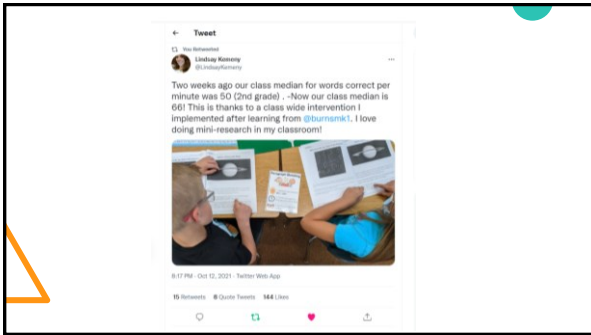 ← Tweet
You Retweeted
Lindsay Kemeny
@LindsayKemeny
Two weeks ago our class median for words correct per
minute was 50 (2nd grade) . -Now our class median is
66! This is thanks to a class wide intervention I
implemented after learning from @burnsmk1. I love
doing mini-research in my classroom!
Paragraph Shrinking
8:17 PM · Oct 12, 2021 · Twitter Web App
15 Retweets 8 Quote Tweets 144 Likes